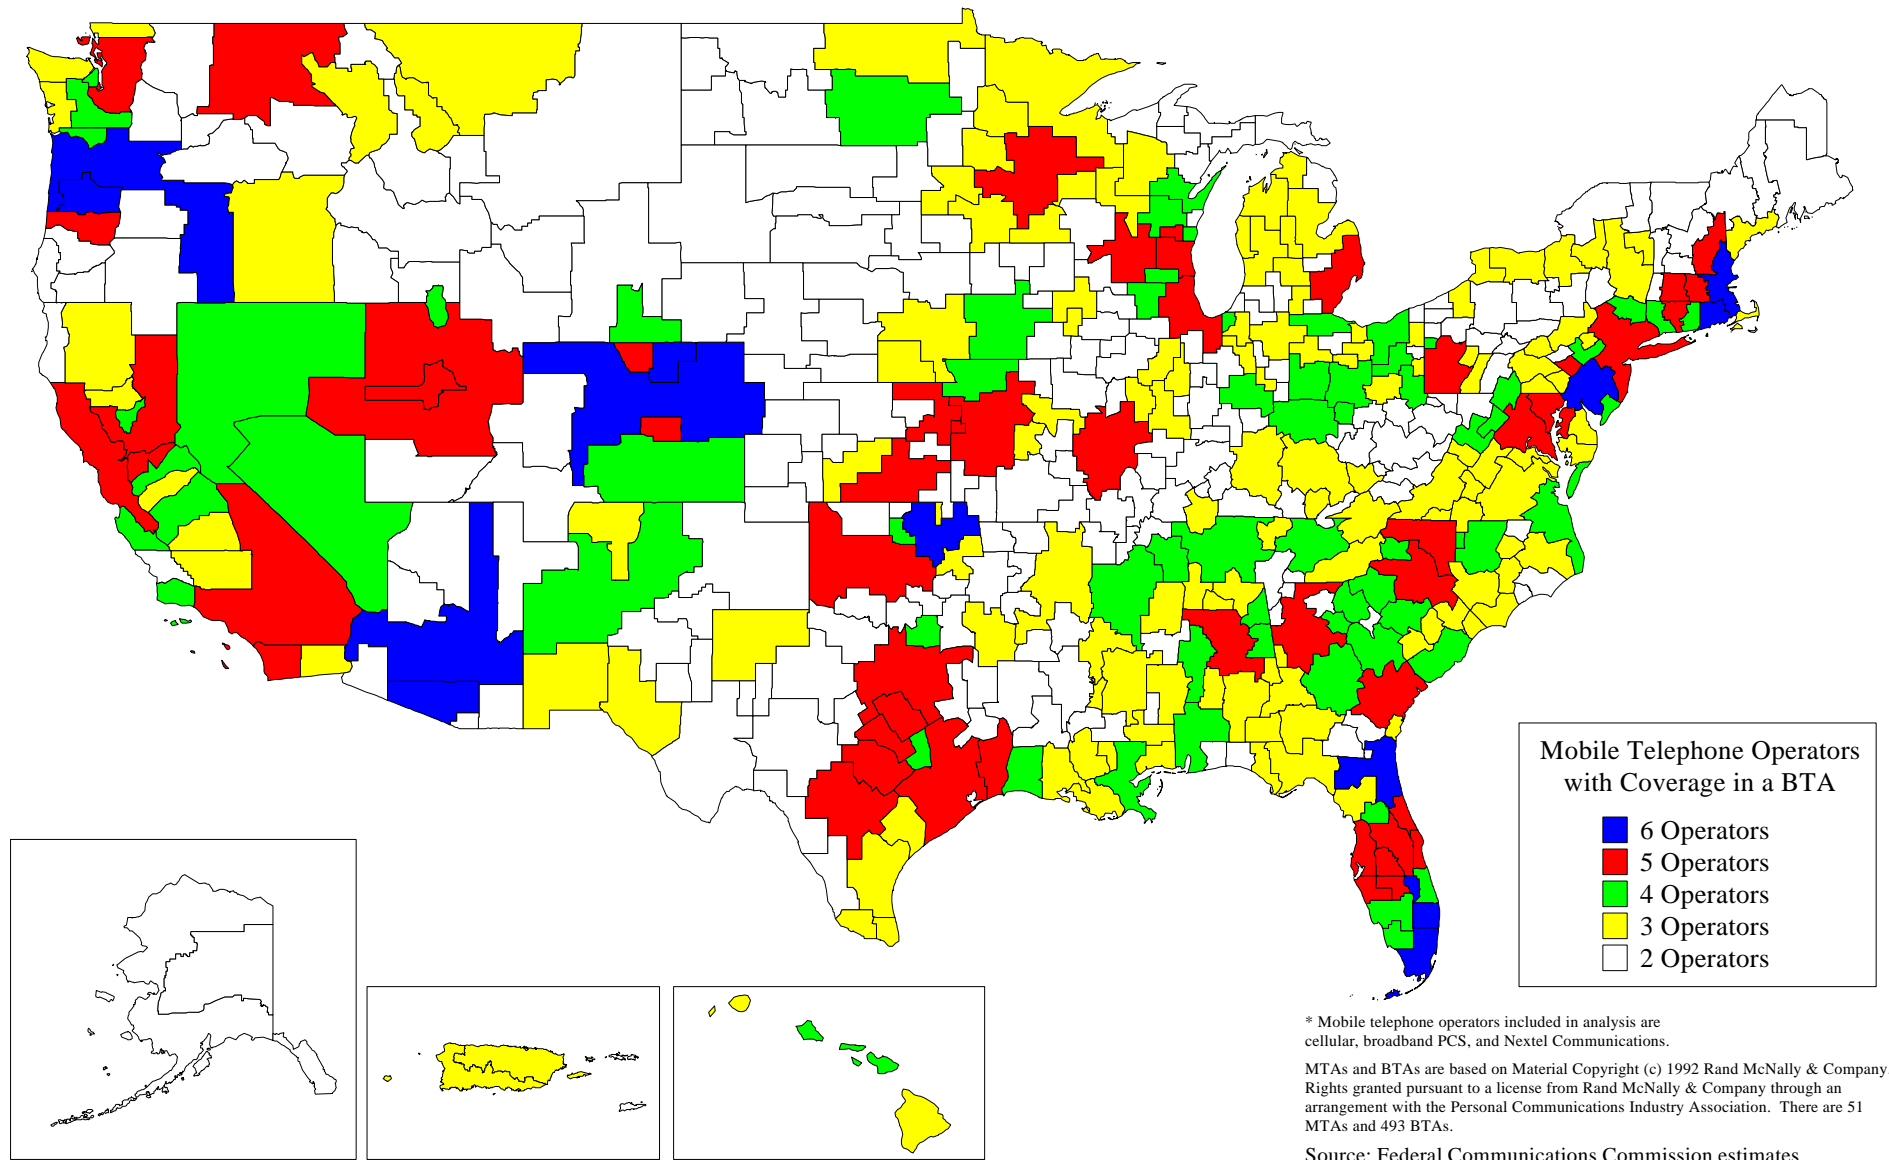 Mobile Telephone Operators
with Coverage in a BTA
6 Operators
5 Operators
4 Operators
3 Operators
2 Operators
* Mobile telephone operators included in analysis are
cellular, broadband PCS, and Nextel Communications.
MTAs and BTAs are based on Material Copyright (c) 1992 Rand McNally & Company
Rights granted pursuant to a license from Rand McNally & Company through an
arrangement with the Personal Communications Industry Association.  There are 51
MTAs and 493 BTAs.
Source: Federal Communications Commission estimates